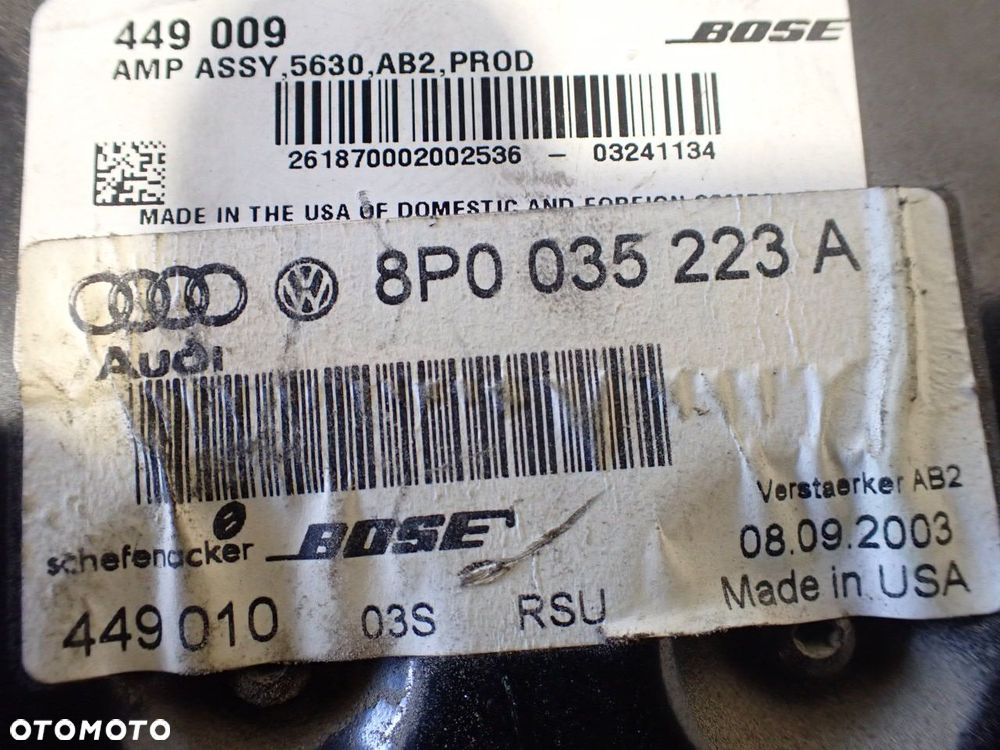 449 009
BOSE
AMP ASSY,5630,AB2,PROD
261870002002536 - 03241134
MADE IN THE USA OF DOMESTIC AND FOREIGN
8P0 035 223 A
Audi
Verstaerker AB2
schefenacker
BOSE
08.09.2003
449 010
03S
RSU
Made in USA
OTOMOTO